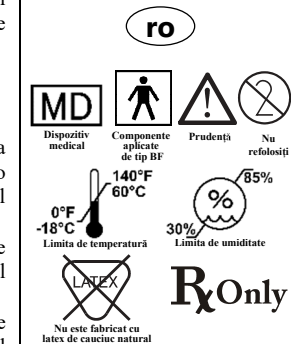 ro
MD
2
Dispozitiv medical
Componente aplicate de tip BF
Prudență
Nu refolosiți
140°F
60°C
0°F
-18°C
Limita de temperatură
85%
%
30%
Limita de umiditate
LATEX
Nu este fabricat cu
latex de cauciuc natural
Rx Only